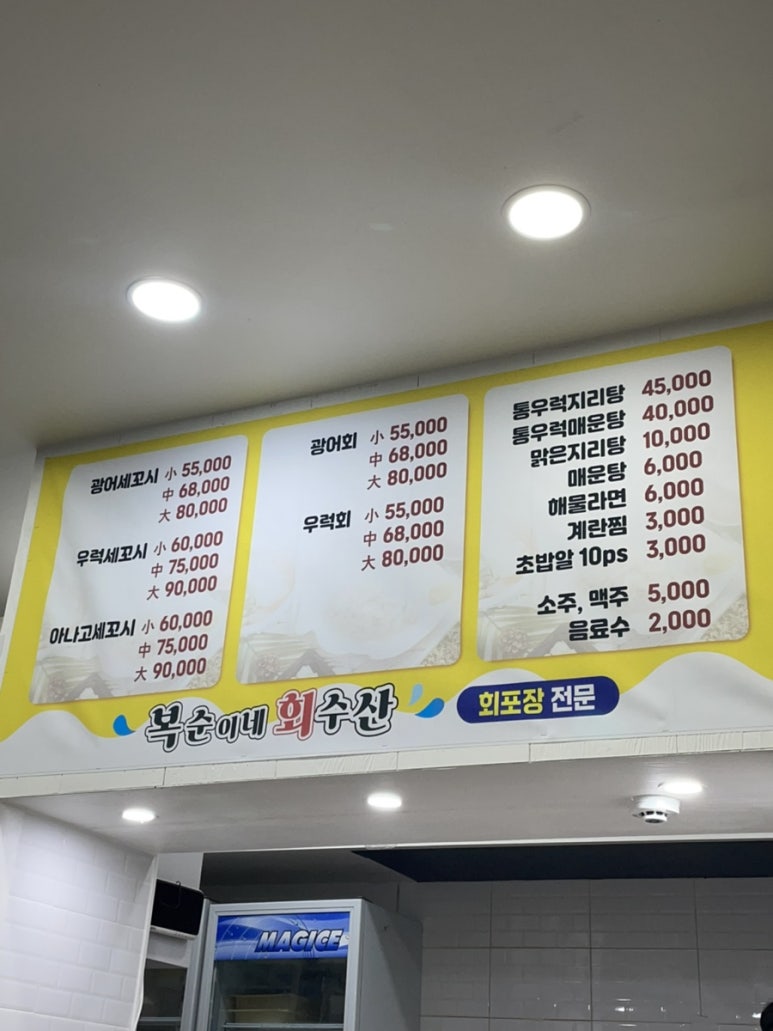 광어세꼬시 小 55,000
中 68,000
大 80,000
우럭세꼬시 小 60,000
中 75,000
大 90,000
아나고세꼬시 小 60,000
中 75,000
大 90,000
광어회 小 55,000
中 68,000
大 80,000
우럭회 小 55,000
中 68,000
大 80,000
통우럭지리탕 45,000
통우럭매운탕 40,000
맑은지리탕 10,000
매운탕 6,000
해물라면 6,000
계란찜 3,000
초밥알 10ps 3,000
소주, 맥주 5,000
음료수 2,000
복순이네 회수산
회포장 전문
MAGICE